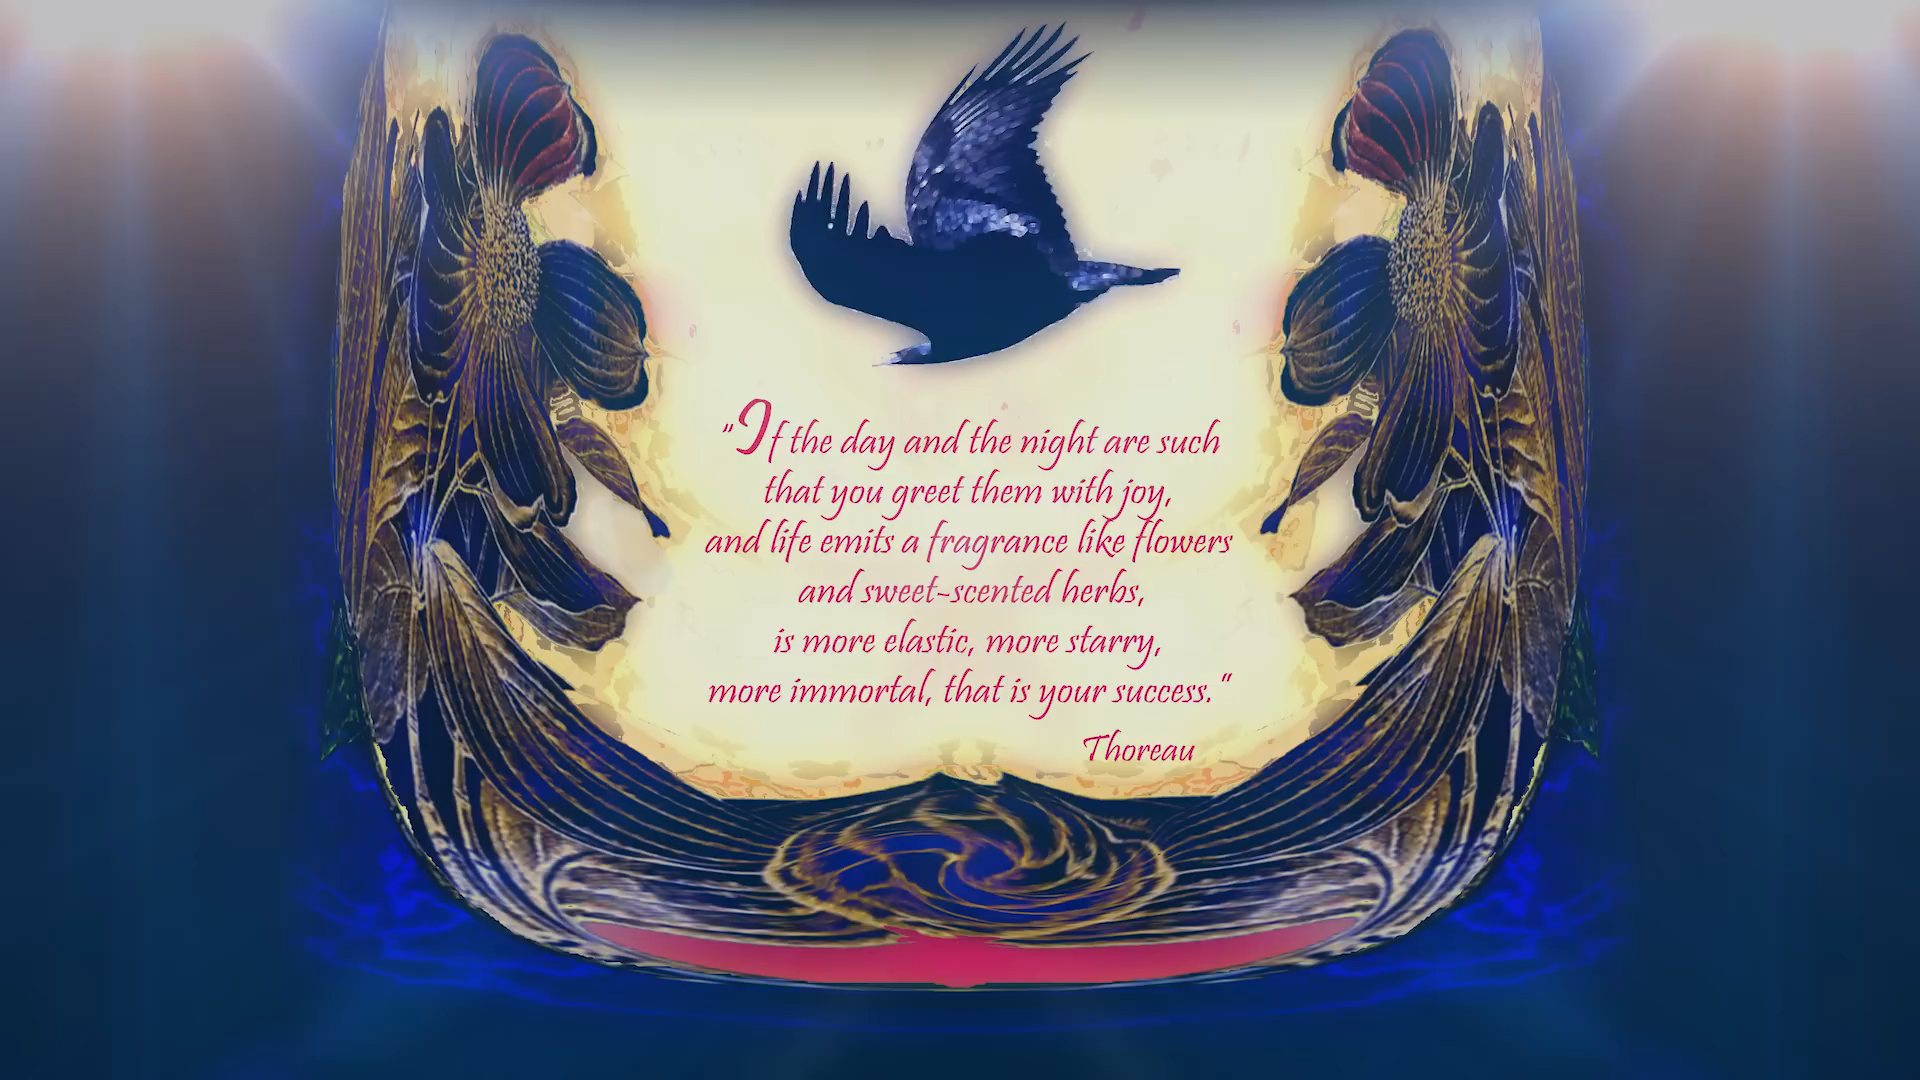 "If the day and the night are such
that you greet them with joy,
and life emits a fragrance like flowers
and sweet-scented herbs,
is more elastic, more starry,
more immortal, that is your success."
Thoreau